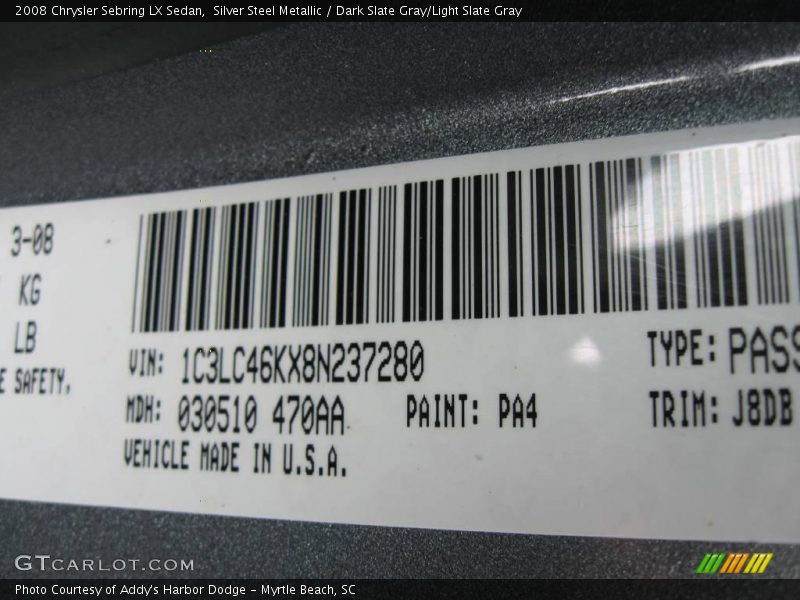 2008 Chrysler Sebring LX Sedan,  Silver Steel Metallic / Dark Slate Gray/Light Slate Gray
3-08
KG
LB
E SAFETY,
VIN: 1C3LC46KX8N237280
TYPE: PASS
MDH: 030510 470AA
PAINT: PA4
TRIM: J8DB
VEHICLE MADE IN U.S.A.
GTCARLOT.COM
Photo Courtesy of Addy's Harbor Dodge – Myrtle Beach, SC